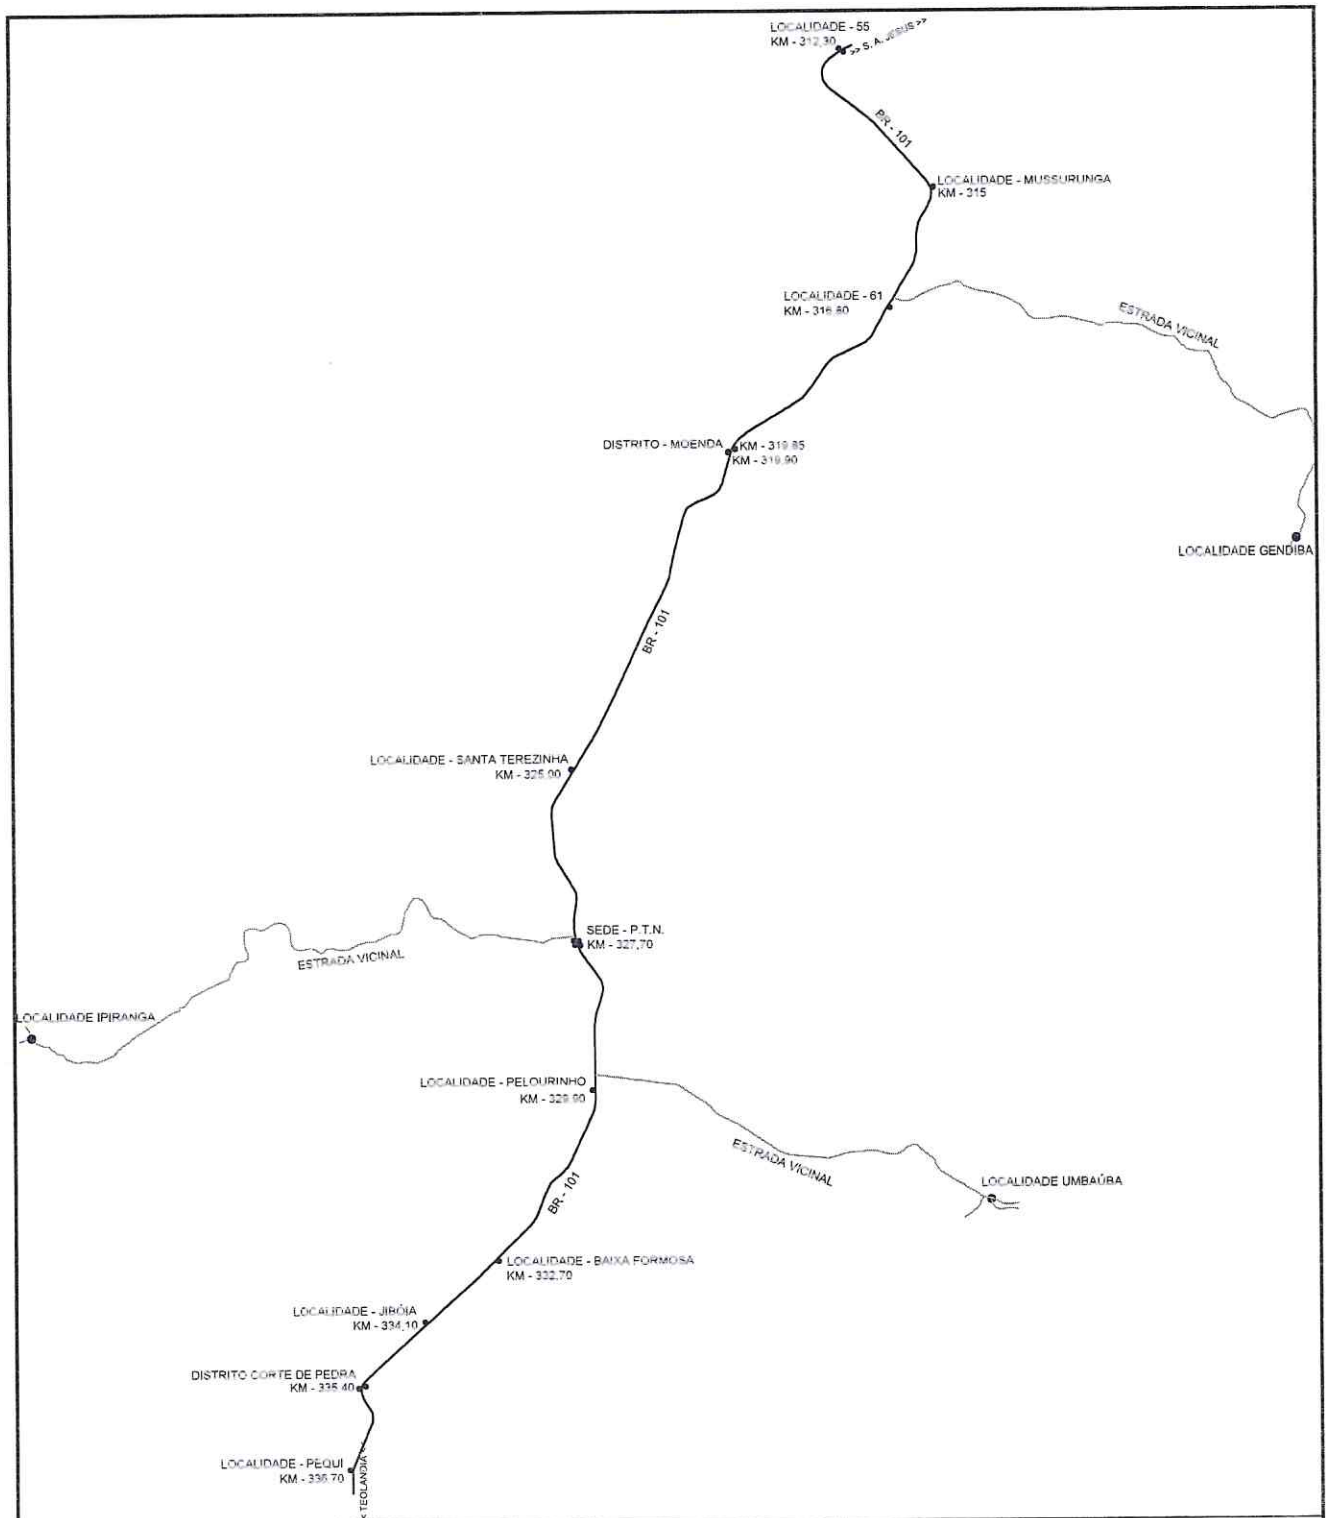 LOCALIDADE - 55
KM - 312,30
>> S. A. JESUS >>
BR - 101
LOCALIDADE - MUSSURUNGA
KM - 315
LOCALIDADE - 61
KM - 316,80
ESTRADA VICINAL
DISTRITO - MOENDA
KM - 319,85
KM - 319,90
LOCALIDADE GENDIBA
BR - 101
LOCALIDADE - SANTA TEREZINHA
KM - 325,90
SEDE - P.T.N.
KM - 327,70
ESTRADA VICINAL
LOCALIDADE IPIRANGA
LOCALIDADE - PELOURINHO
KM - 329,90
ESTRADA VICINAL
LOCALIDADE UMBAÚBA
BR - 101
LOCALIDADE - BAIXA FORMOSA
KM - 332,70
LOCALIDADE - JIBÓIA
KM - 334,10
DISTRITO CORTE DE PEDRA
KM - 335,40
LOCALIDADE - PEQUI
KM - 336,70
TEOLANDIA